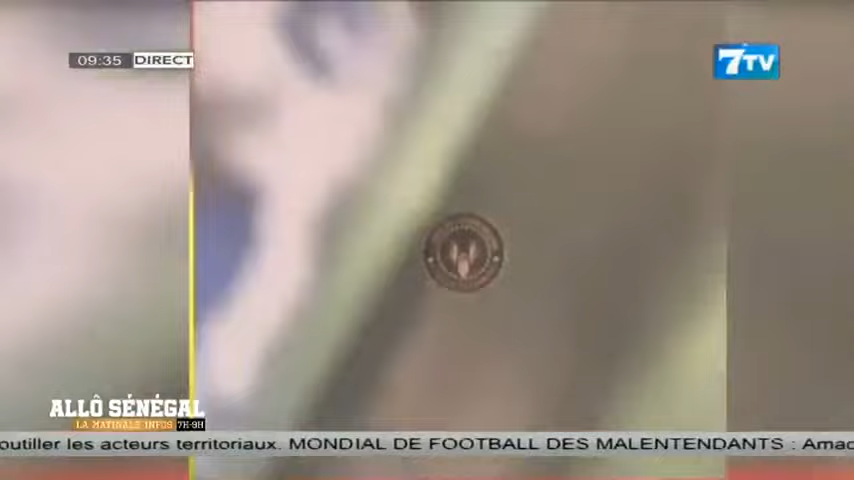 09:35 DIRECT
7TV
ALLÔ SÉNÉGAL
LA MATINALE INFOS 7H-9H
outiller les acteurs territoriaux. MONDIAL DE FOOTBALL DES MALENTENDANTS : Amad